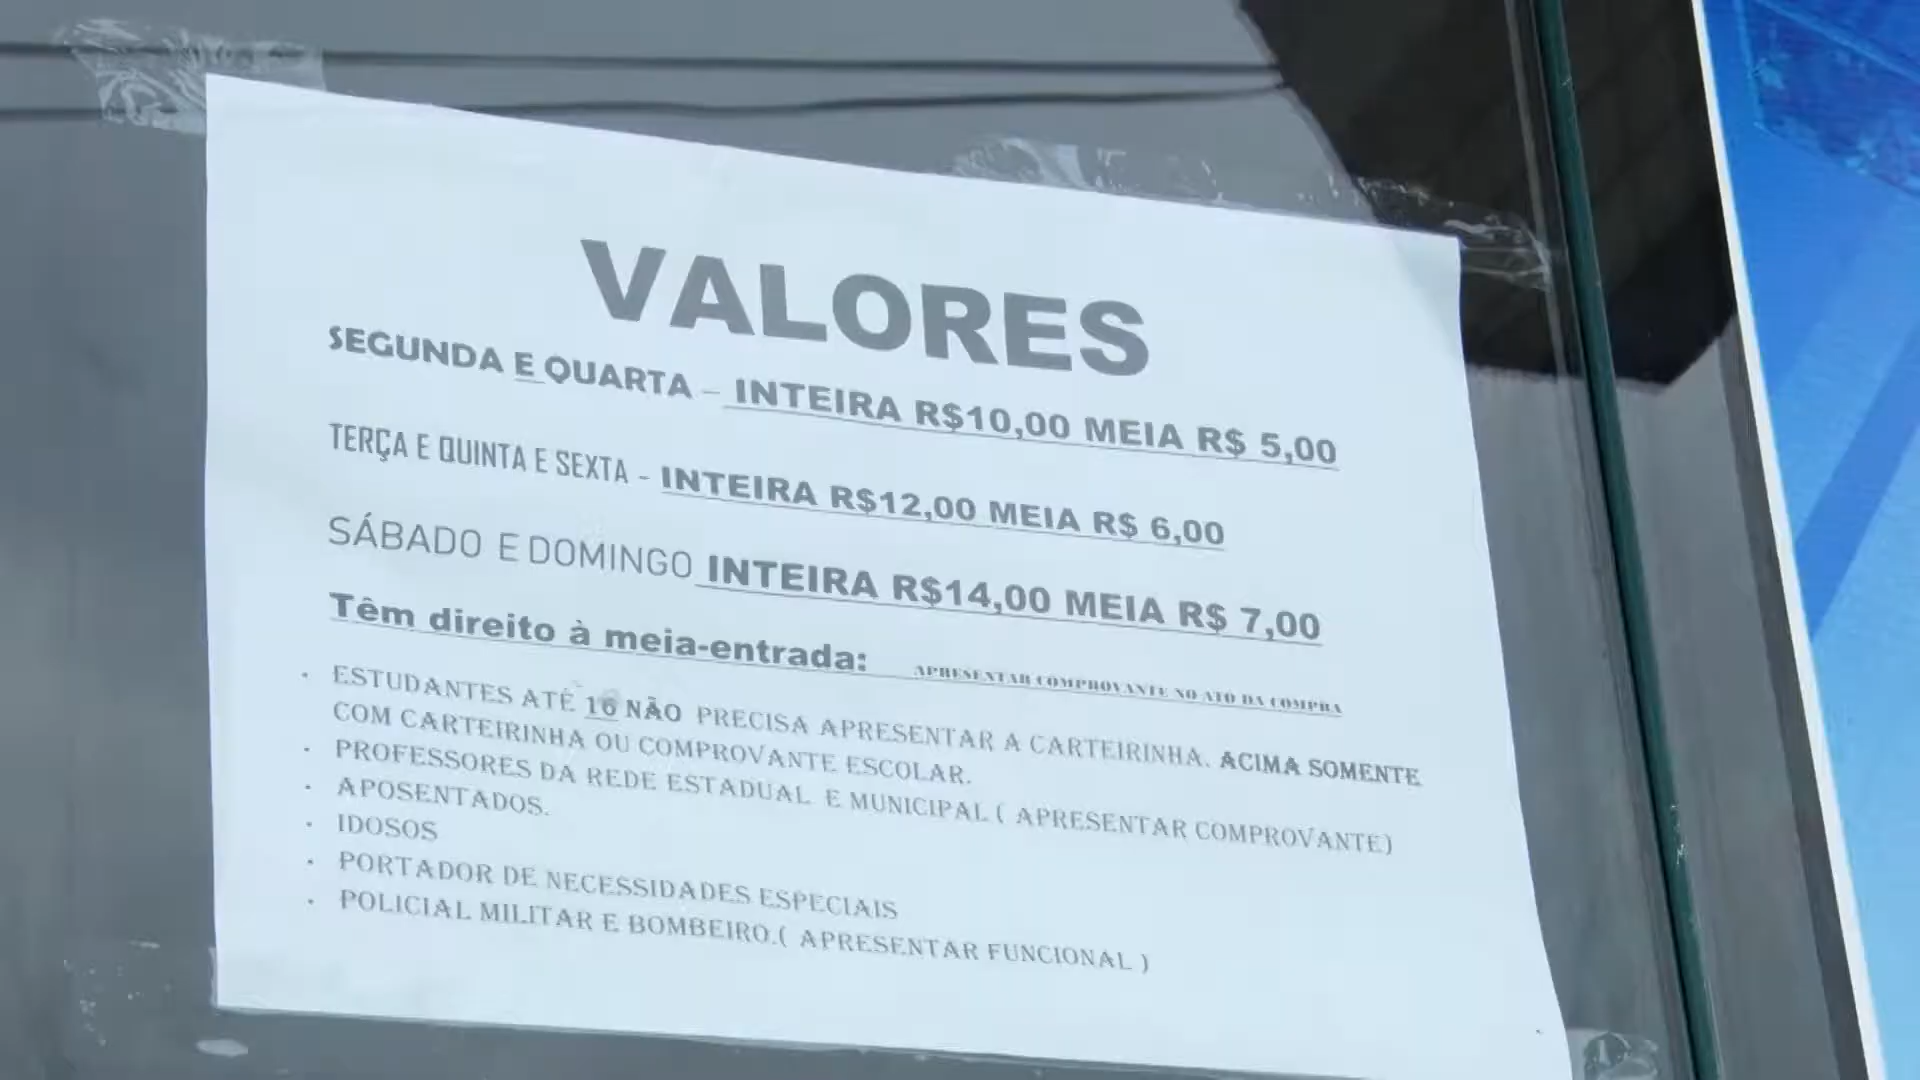 VALORES
SEGUNDA E QUARTA – INTEIRA R$10,00 MEIA R$ 5,00
TERÇA E QUINTA E SEXTA - INTEIRA R$12,00 MEIA R$ 6,00
SÁBADO E DOMINGO INTEIRA R$14,00 MEIA R$ 7,00
Têm direito à meia-entrada: APRESENTAR COMPROVANTE NO ATO DA COMPRA
· ESTUDANTES ATÉ 16 NÃO PRECISA APRESENTAR A CARTEIRINHA. ACIMA SOMENTE
COM CARTEIRINHA OU COMPROVANTE ESCOLAR.
· PROFESSORES DA REDE ESTADUAL E MUNICIPAL ( APRESENTAR COMPROVANTE)
· APOSENTADOS.
· IDOSOS
· PORTADOR DE NECESSIDADES ESPECIAIS
· POLICIAL MILITAR E BOMBEIRO.( APRESENTAR FUNCIONAL )